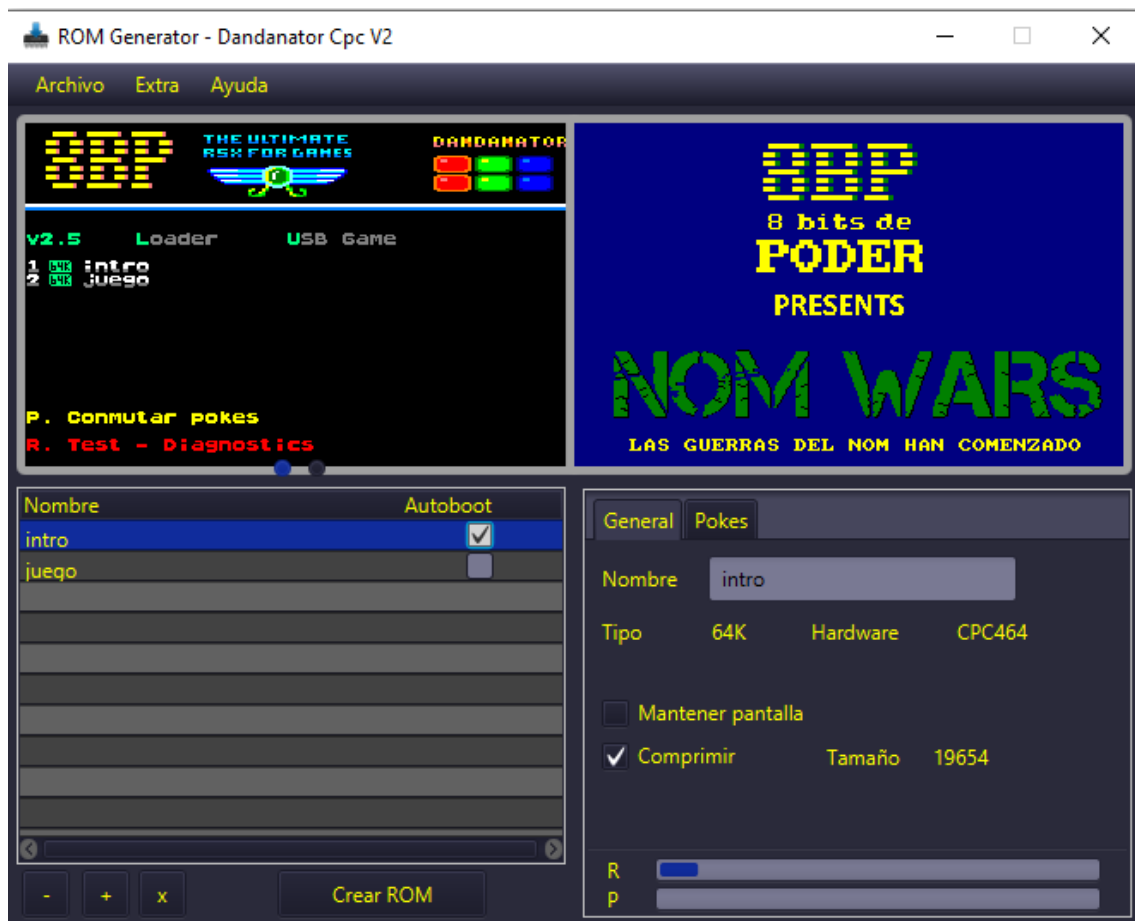 ROM Generator - Dandanator Cpc V2
Archivo Extra Ayuda
8BP
THE ULTIMATE
RSX FOR GAMES
DANDANATOR
v2.5 Loader USB Game
1 64K intro
2 64K juego
P. Conmutar pokes
R. Test - Diagnostics
8BP
8 bits de
PODER
PRESENTS
NOM WARS
LAS GUERRAS DEL NOM HAN COMENZADO
Nombre Autoboot
intro
juego
- + x Crear ROM
General Pokes
Nombre intro
Tipo 64K Hardware CPC464
Mantener pantalla
Comprimir Tamaño 19654
R
P